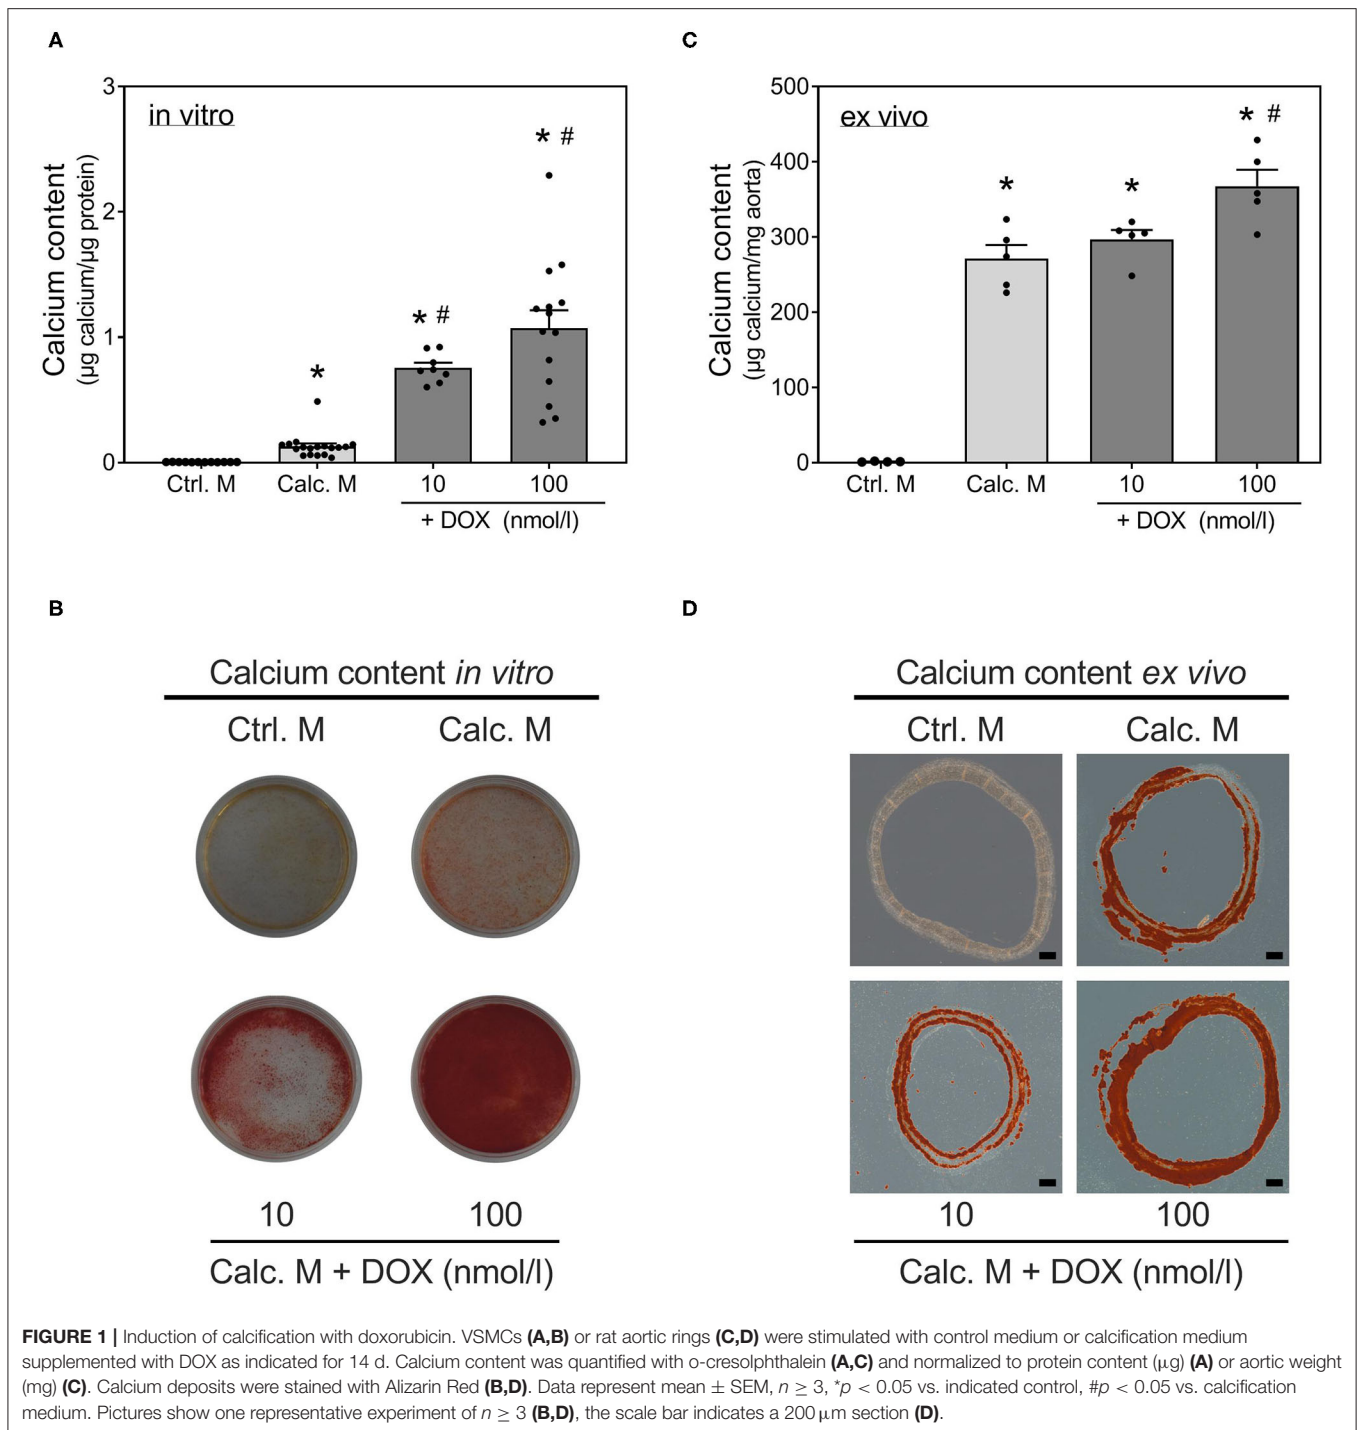 A
in vitro
Calcium content
(µg calcium/µg protein)
3
2
1
0
* #
* #
*
Ctrl. M Calc. M 10 100
+ DOX (nmol/l)
C
ex vivo
Calcium content
(µg calcium/mg aorta)
500
400
300
200
100
0
* #
* *
Ctrl. M Calc. M 10 100
+ DOX (nmol/l)
B
Calcium content in vitro
Ctrl. M Calc. M
10 100
Calc. M + DOX (nmol/l)
D
Calcium content ex vivo
Ctrl. M Calc. M
10 100
Calc. M + DOX (nmol/l)
FIGURE 1 | Induction of calcification with doxorubicin. VSMCs (A,B) or rat aortic rings (C,D) were stimulated with control medium or calcification medium
supplemented with DOX as indicated for 14 d. Calcium content was quantified with o-cresolphthalein (A,C) and normalized to protein content (µg) (A) or aortic weight
(mg) (C). Calcium deposits were stained with Alizarin Red (B,D). Data represent mean ± SEM, n ≥ 3, *p < 0.05 vs. indicated control, #p < 0.05 vs. calcification
medium. Pictures show one representative experiment of n ≥ 3 (B,D), the scale bar indicates a 200 µm section (D).